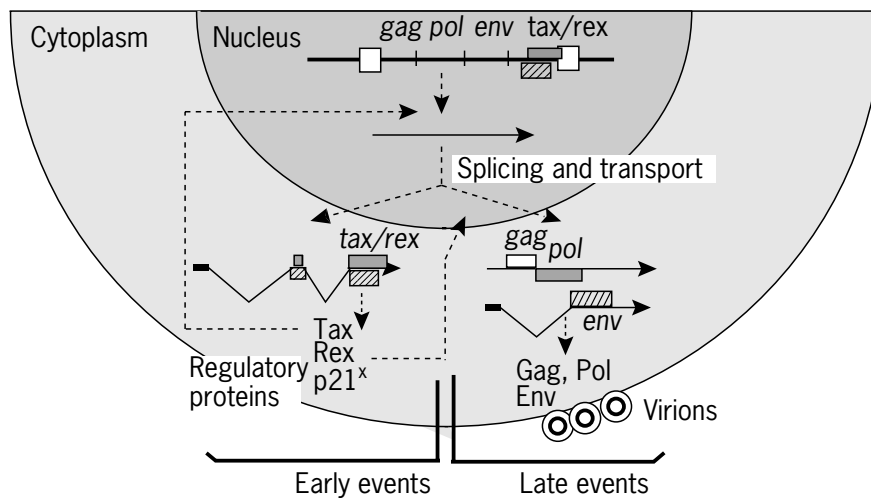 Cytoplasm
Nucleus
gag pol env tax/rex
Splicing and transport
tax/rex
gag
pol
env
Tax
Rex
p21ˣ
Regulatory
proteins
Gag, Pol
Env
Virions
Early events
Late events